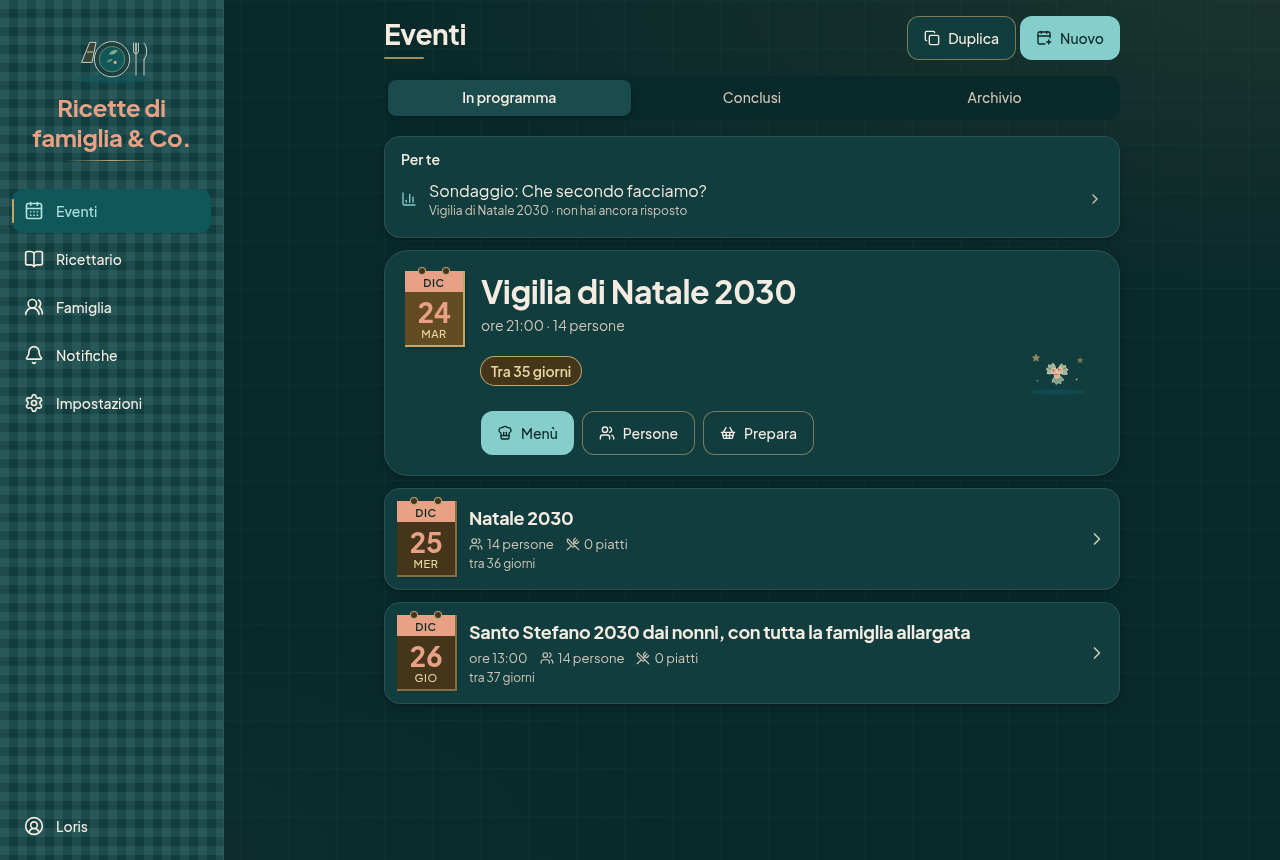 Ricette di
famiglia & Co.
Eventi
Ricettario
Famiglia
Notifiche
Impostazioni
Loris
Eventi
Duplica
Nuovo
In programma
Conclusi
Archivio
Per te
Sondaggio: Che secondo facciamo?
Vigilia di Natale 2030 · non hai ancora risposto
DIC
24
MAR
Vigilia di Natale 2030
ore 21:00 · 14 persone
Tra 35 giorni
Menù
Persone
Prepara
DIC
25
MER
Natale 2030
14 persone
0 piatti
tra 36 giorni
DIC
26
GIO
Santo Stefano 2030 dai nonni, con tutta la famiglia allargata
ore 13:00
14 persone
0 piatti
tra 37 giorni